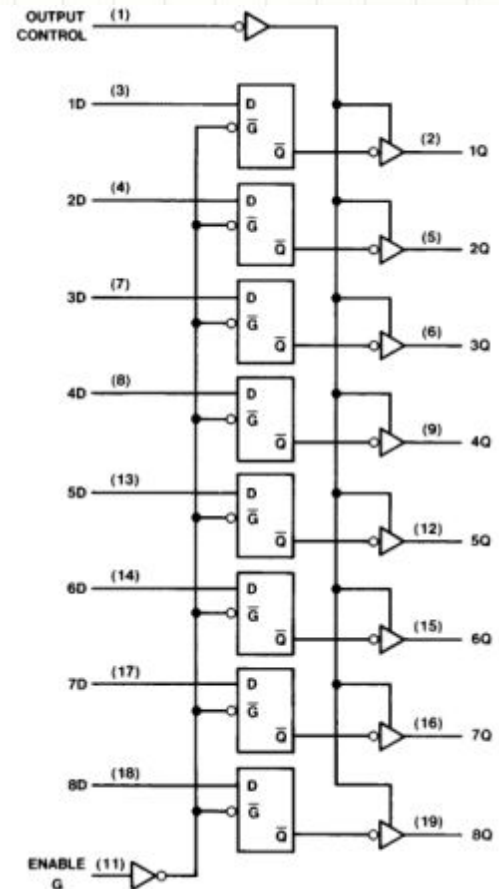 OUTPUT CONTROL (1)
1D (3) D
G̅
Q̅ (2) 1Q
2D (4) D
G̅
Q̅ (5) 2Q
3D (7) D
G̅
Q̅ (6) 3Q
4D (8) D
G̅
Q̅ (9) 4Q
5D (13) D
G̅
Q̅ (12) 5Q
6D (14) D
G̅
Q̅ (15) 6Q
7D (17) D
G̅
Q̅ (16) 7Q
8D (18) D
G̅
Q̅ (19) 8Q
ENABLE G (11)